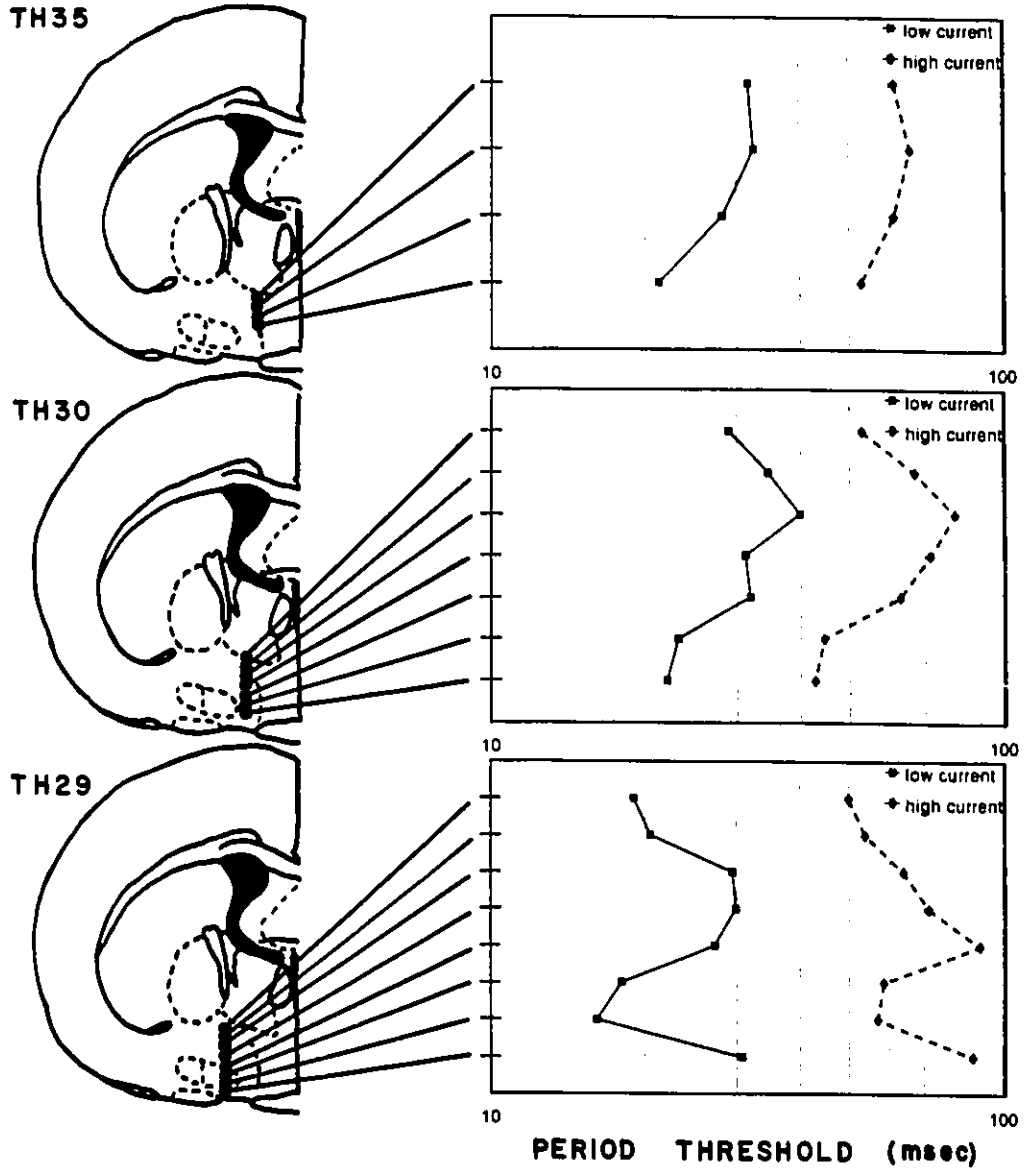 TH35
low current
high current
10
100
TH30
low current
high current
10
100
TH29
low current
high current
10
100
PERIOD THRESHOLD (msec)